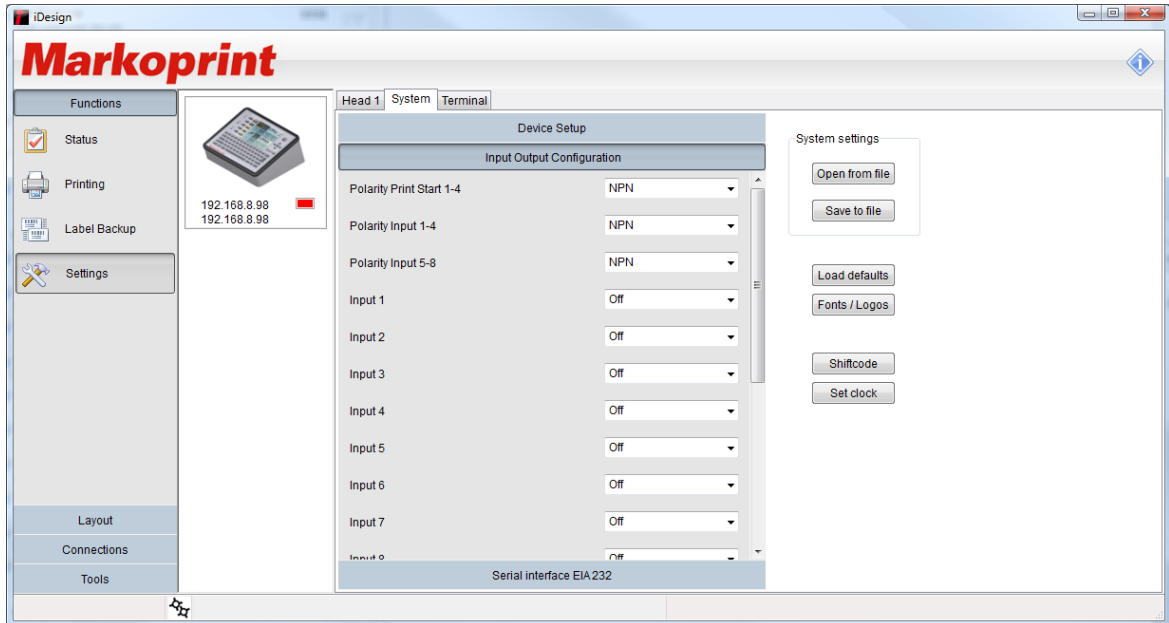 iDesign
Markoprint
Functions
Status
Printing
Label Backup
Settings
Layout
Connections
Tools
192.168.8.98
192.168.8.98
Head 1 System Terminal
Device Setup
Input Output Configuration
Polarity Print Start 1-4 NPN
Polarity Input 1-4 NPN
Polarity Input 5-8 NPN
Input 1 Off
Input 2 Off
Input 3 Off
Input 4 Off
Input 5 Off
Input 6 Off
Input 7 Off
Input 8 Off
Serial interface EIA232
System settings
Open from file
Save to file
Load defaults
Fonts / Logos
Shiftcode
Set clock